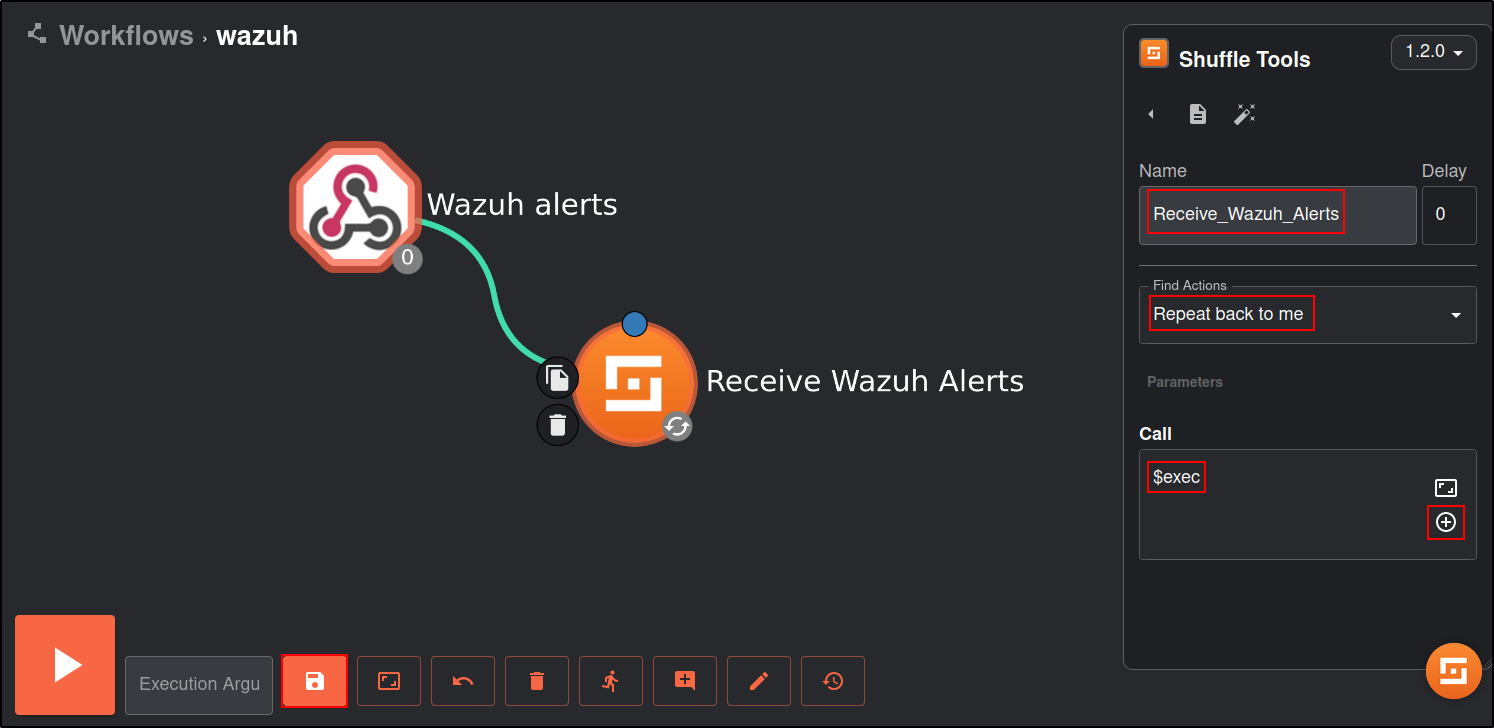 Workflows › wazuh
Wazuh alerts
0
Receive Wazuh Alerts
Execution Argu
Shuffle Tools
1.2.0
Name
Delay
Receive_Wazuh_Alerts
0
Find Actions
Repeat back to me
Parameters
Call
$exec